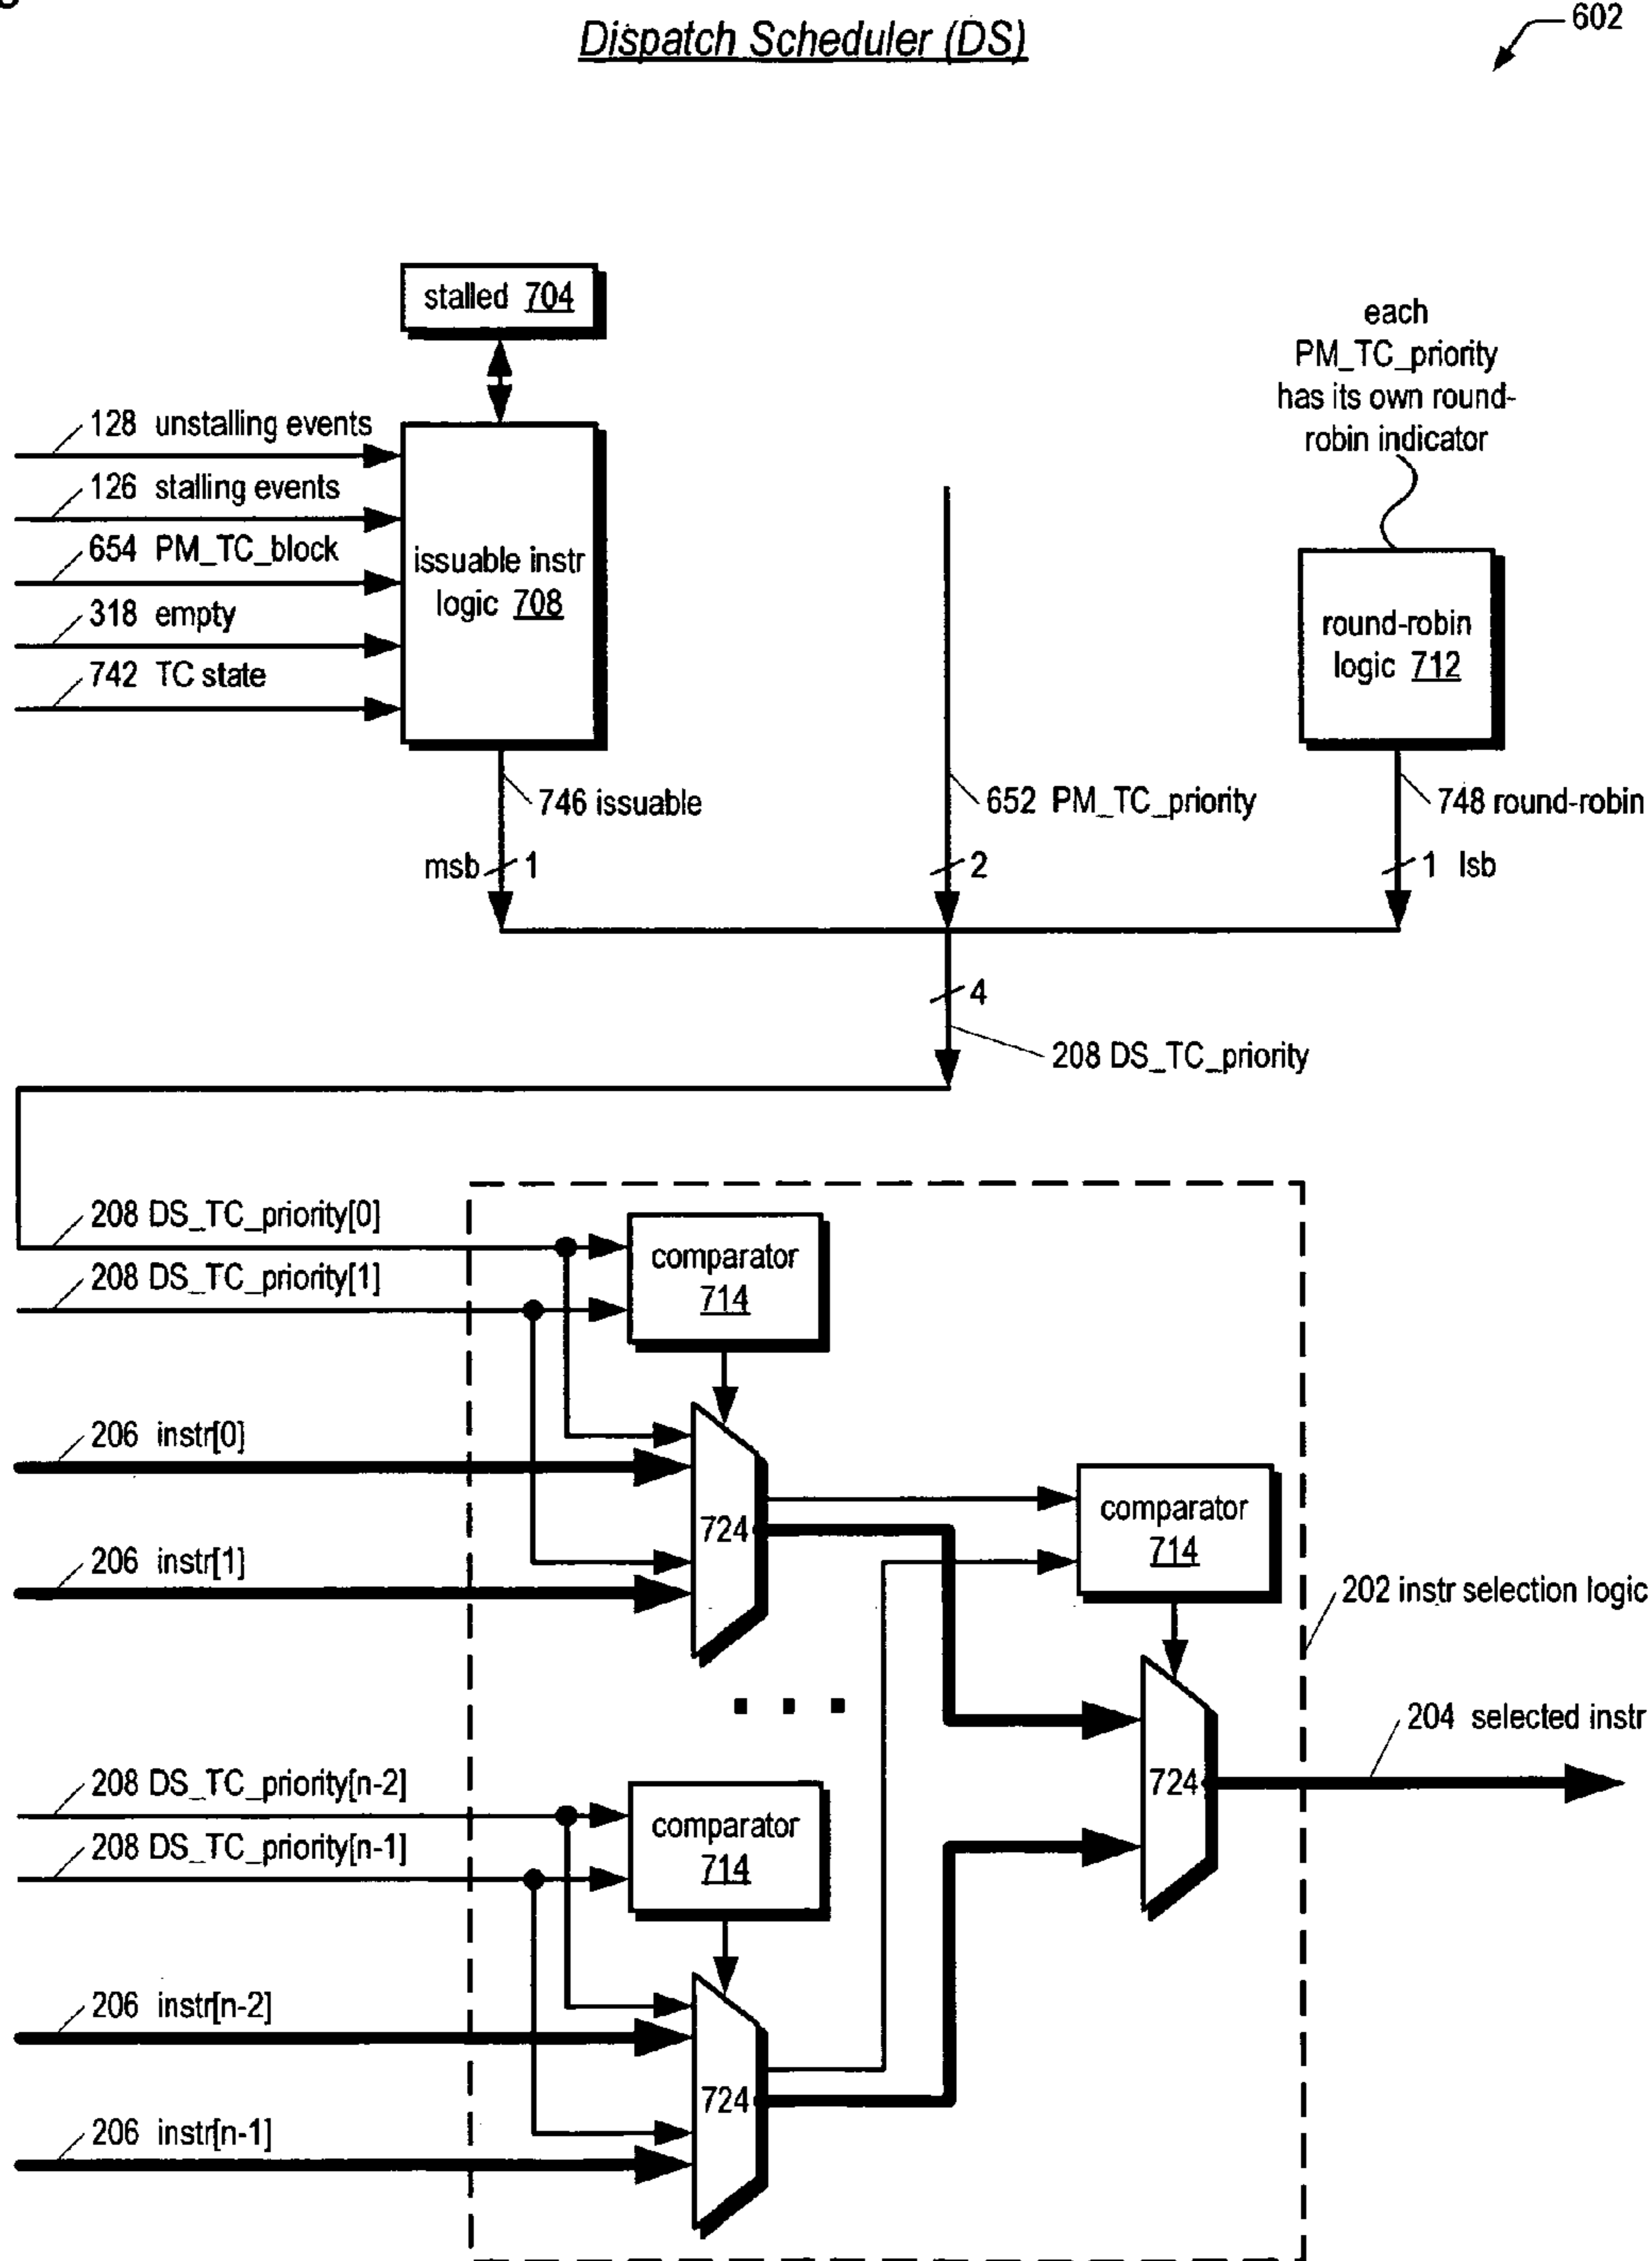 Dispatch Scheduler (DS)
602
stalled 704
each
PM_TC_priority
has its own round-
robin indicator
128 unstalling events
126 stalling events
654 PM_TC_block
318 empty
742 TC state
issuable instr
logic 708
round-robin
logic 712
746 issuable
652 PM_TC_priority
748 round-robin
msb 1
2
1 lsb
4
208 DS_TC_priority
208 DS_TC_priority[0]
208 DS_TC_priority[1]
comparator
714
206 instr[0]
206 instr[1]
724
comparator
714
202 instr selection logic
204 selected instr
724
208 DS_TC_priority[n-2]
208 DS_TC_priority[n-1]
comparator
714
206 instr[n-2]
206 instr[n-1]
724